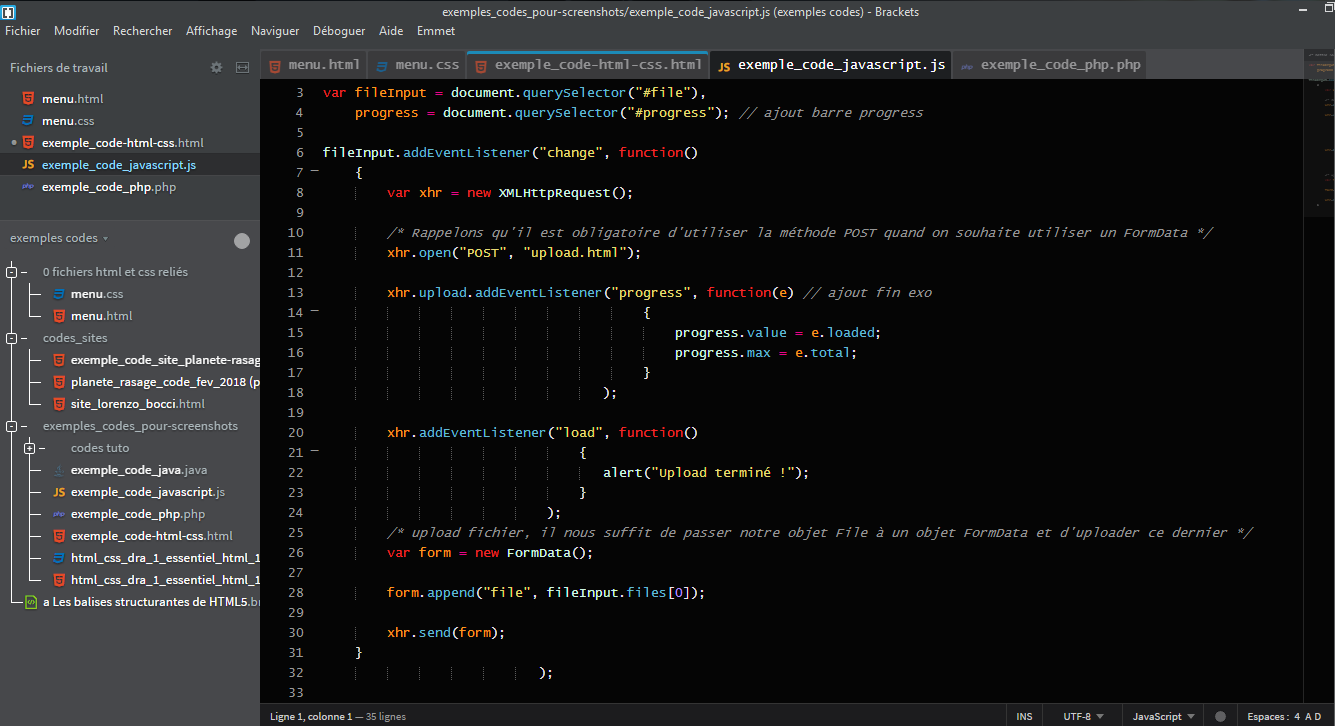 exemples_codes_pour-screenshots/exemple_code_javascript.js (exemples codes) - Brackets
Fichier Modifier Rechercher Affichage Naviguer Déboguer Aide Emmet
Fichiers de travail
menu.html
menu.css
exemple_code-html-css.html
JS exemple_code_javascript.js
php exemple_code_php.php
exemples codes
0 fichiers html et css reliés
menu.css
menu.html
codes_sites
exemple_code_site_planete-rasag
planete_rasage_code_fev_2018 (p
site_lorenzo_bocci.html
exemples_codes_pour-screenshots
codes tuto
exemple_code_java.java
JS exemple_code_javascript.js
php exemple_code_php.php
exemple_code-html-css.html
html_css_dra_1_essentiel_html_1
html_css_dra_1_essentiel_html_1
a Les balises structurantes de HTML5.br
menu.html menu.css exemple_code-html-css.html JS exemple_code_javascript.js php exemple_code_php.php
3 var fileInput = document.querySelector("#file"),
4 progress = document.querySelector("#progress"); // ajout barre progress
5
6 fileInput.addEventListener("change", function()
7 {
8 var xhr = new XMLHttpRequest();
9
10 /* Rappelons qu'il est obligatoire d'utiliser la méthode POST quand on souhaite utiliser un FormData */
11 xhr.open("POST", "upload.html");
12
13 xhr.upload.addEventListener("progress", function(e) // ajout fin exo
14 {
15 progress.value = e.loaded;
16 progress.max = e.total;
17 }
18 );
19
20 xhr.addEventListener("load", function()
21 {
22 alert("Upload terminé !");
23 }
24 );
25 /* upload fichier, il nous suffit de passer notre objet File à un objet FormData et d'uploader ce dernier */
26 var form = new FormData();
27
28 form.append("file", fileInput.files[0]);
29
30 xhr.send(form);
31 }
32 );
33
Ligne 1, colonne 1 — 35 lignes
INS UTF-8 JavaScript Espaces : 4 A D